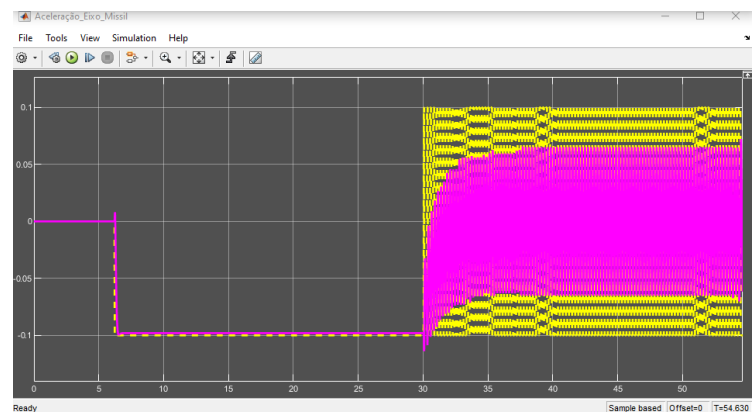 Aceleração_Eixo_Missil
File Tools View Simulation Help
0.1
0.05
0
-0.05
-0.1
0 5 10 15 20 25 30 35 40 45 50
Ready Sample based Offset=0 T=54.630